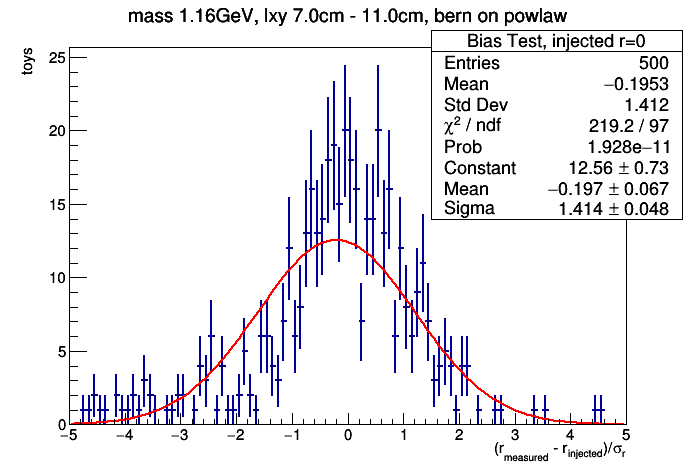 mass 1.16GeV, lxy 7.0cm - 11.0cm, bern on powlaw
Bias Test, injected r=0
Entries 500
Mean −0.1953
Std Dev 1.412
χ² / ndf 219.2 / 97
Prob 1.928e−11
Constant 12.56 ± 0.73
Mean −0.197 ± 0.067
Sigma 1.414 ± 0.048
toys
25
20
15
10
5
0
−5 −4 −3 −2 −1 0 1 2 3 4 5
(r_measured - r_injected)/σ_r